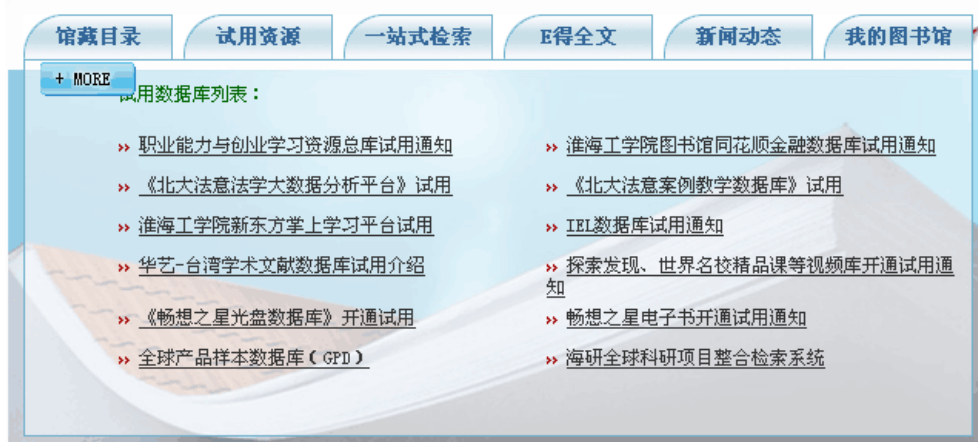 馆藏目录 试用资源 一站式检索 E得全文 新闻动态 我的图书馆
+ MORE
试用数据库列表：
» 职业能力与创业学习资源总库试用通知 » 淮海工学院图书馆同花顺金融数据库试用通知
» 《北大法意法学大数据分析平台》试用 » 《北大法意案例教学数据库》试用
» 淮海工学院新东方掌上学习平台试用 » IEL数据库试用通知
» 华艺-台湾学术文献数据库试用介绍 » 探索发现、世界名校精品课等视频库开通试用通
知
» 《畅想之星光盘数据库》开通试用 » 畅想之星电子书开通试用通知
» 全球产品样本数据库（GPD） » 海研全球科研项目整合检索系统